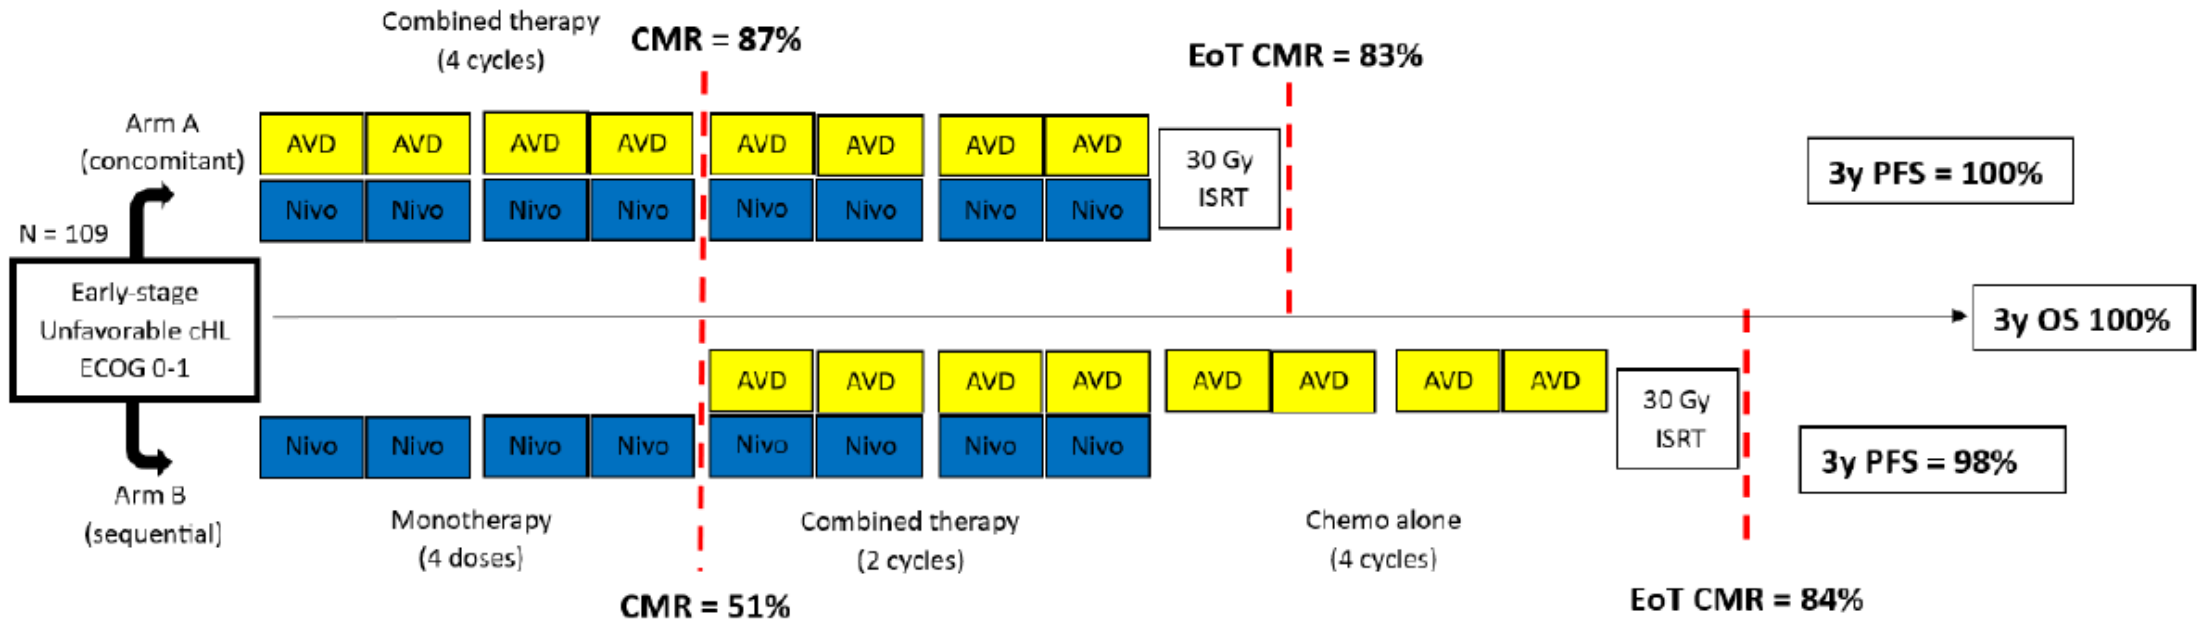 Combined therapy
(4 cycles)
CMR = 87%
EoT CMR = 83%
Arm A
(concomitant)
AVD AVD AVD AVD AVD AVD AVD AVD
Nivo Nivo Nivo Nivo Nivo Nivo Nivo Nivo
30 Gy
ISRT
3y PFS = 100%
N = 109
Early-stage
Unfavorable cHL
ECOG 0-1
3y OS 100%
AVD AVD AVD AVD AVD AVD AVD AVD
Nivo Nivo Nivo Nivo Nivo Nivo Nivo Nivo
30 Gy
ISRT
3y PFS = 98%
Arm B
(sequential)
Monotherapy
(4 doses)
Combined therapy
(2 cycles)
Chemo alone
(4 cycles)
CMR = 51%
EoT CMR = 84%